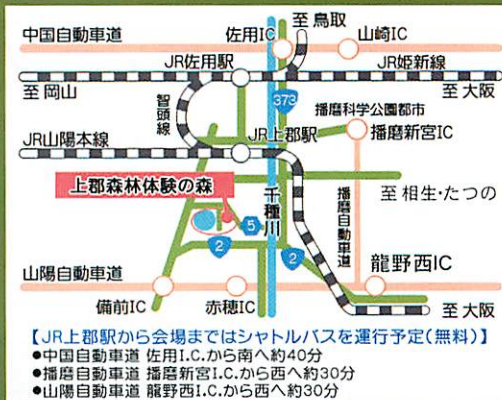 至 鳥取
中国自動車道
佐用IC
山崎IC
JR佐用駅
JR姫新線
至 岡山
至 大阪
智頭線
373
播磨科学公園都市
JR山陽本線
JR上郡駅
播磨新宮IC
上郡森林体験の森
千種川
播磨自動車道
至 相生・たつの
5
2
2
山陽自動車道
龍野西IC
備前IC
赤穂IC
至 大阪
【JR上郡駅から会場まではシャトルバスを運行予定(無料)】
●中国自動車道 佐用I.C.から南へ約40分
●播磨自動車道 播磨新宮I.C.から西へ約30分
●山陽自動車道 龍野西I.C.から西へ約30分